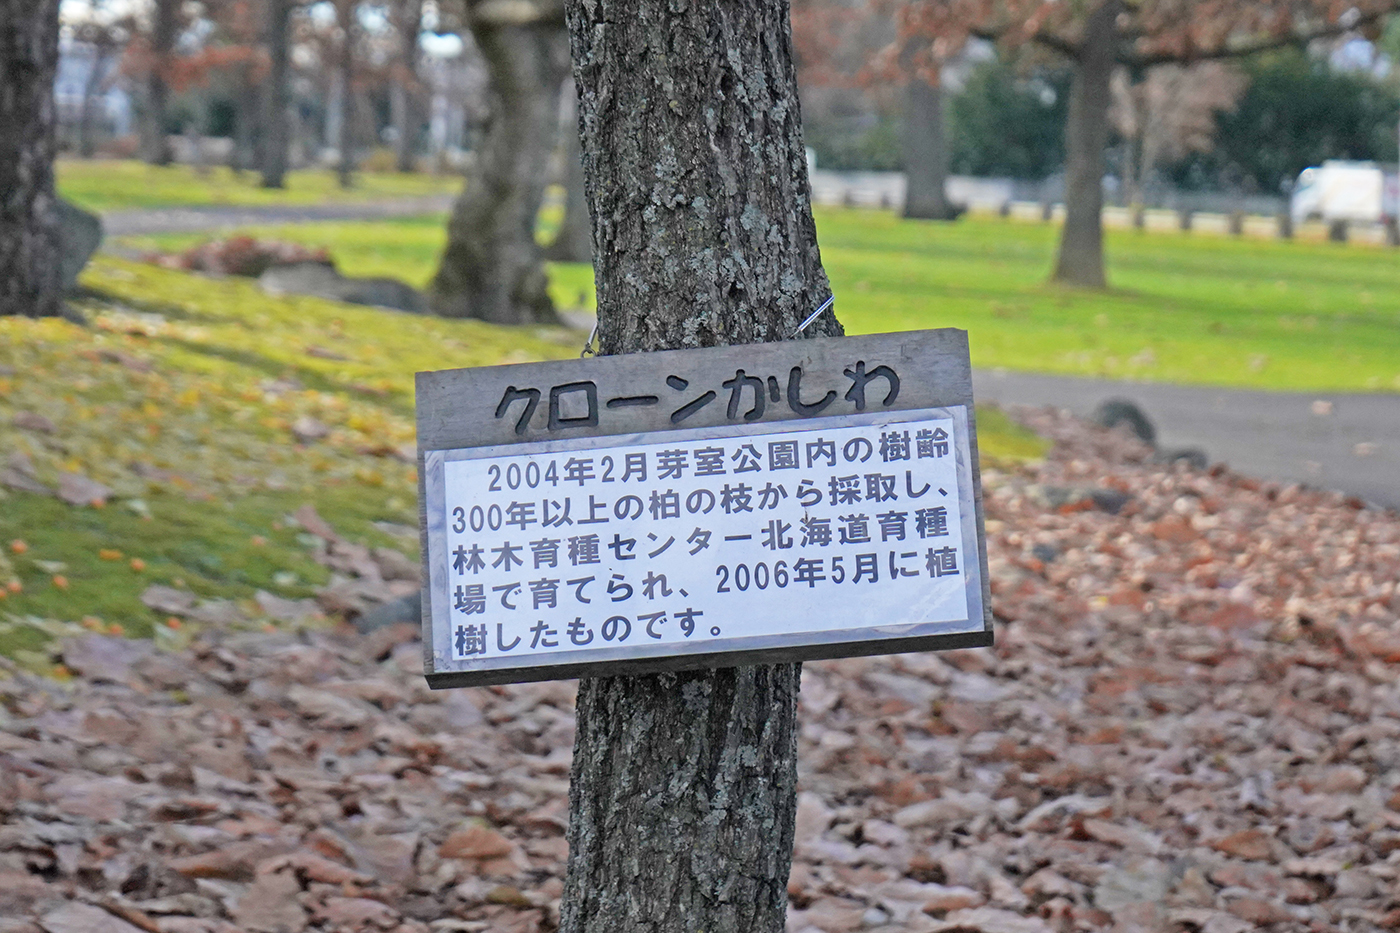 クローンかしわ
2004年2月芽室公園内の樹齢
300年以上の柏の枝から採取し、
林木育種センター北海道育種
場で育てられ、2006年5月に植
樹したものです。